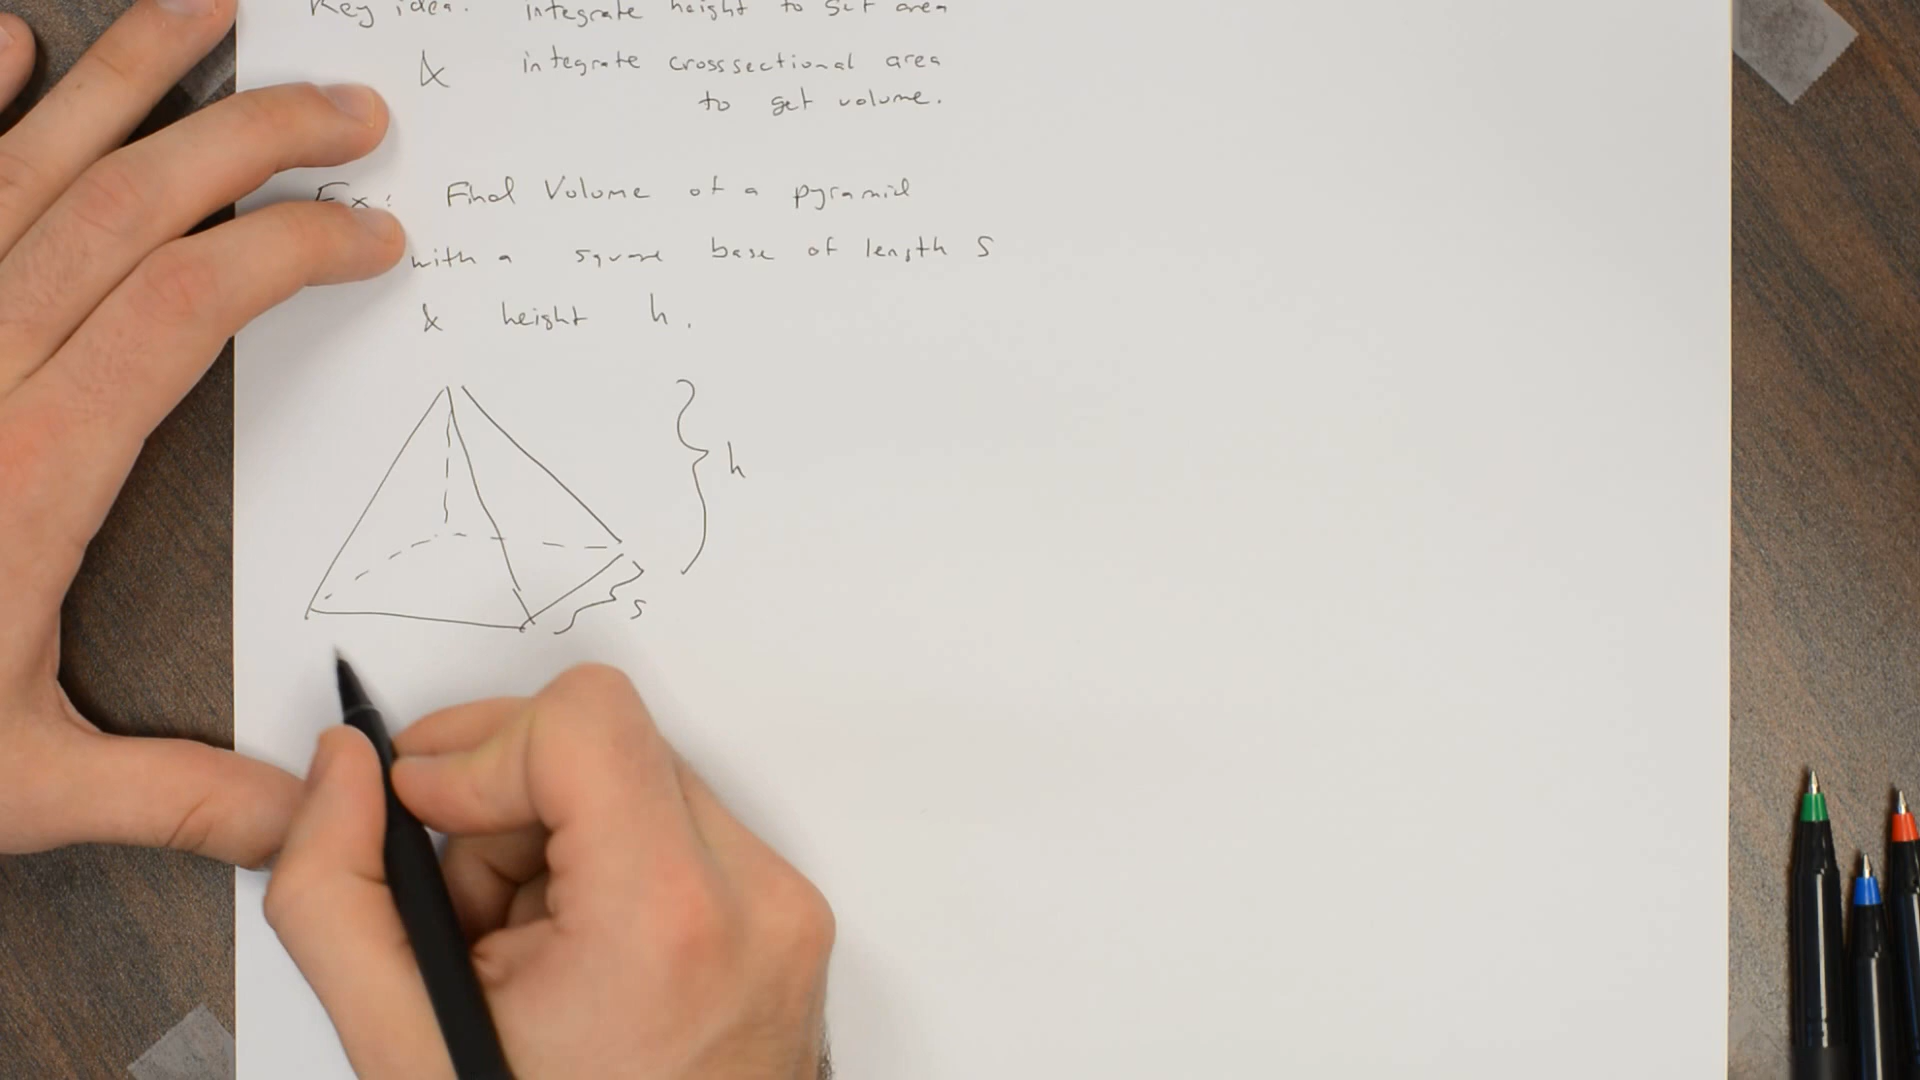 Key idea: integrate height to get area
& integrate crosssectional area
to get volume.
Ex: Find Volume of a pyramid
with a square base of length S
& height h.
h
s